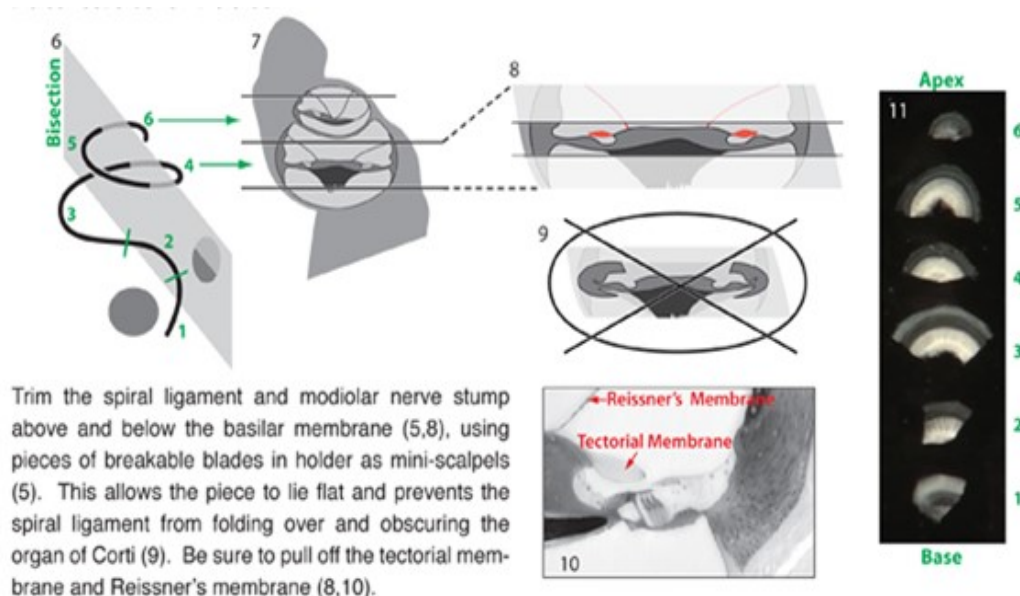 6
Bisection
6
5
4
3
2
1
7
8
9
Reissner's Membrane
Tectorial Membrane
10
Apex
11
6
5
4
3
2
1
Base
Trim the spiral ligament and modiolar nerve stump
above and below the basilar membrane (5,8), using
pieces of breakable blades in holder as mini-scalpels
(5). This allows the piece to lie flat and prevents the
spiral ligament from folding over and obscuring the
organ of Corti (9). Be sure to pull off the tectorial mem-
brane and Reissner's membrane (8,10).